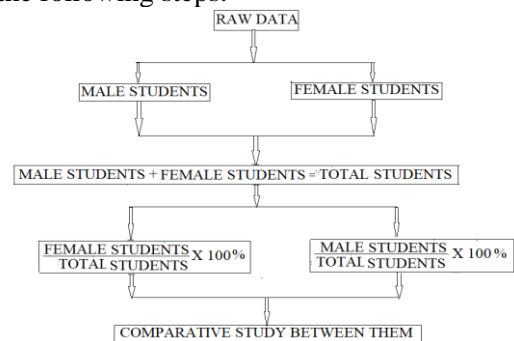 the following steps.
RAW DATA
MALE STUDENTS
FEMALE STUDENTS
MALE STUDENTS + FEMALE STUDENTS = TOTAL STUDENTS
FEMALE STUDENTS
TOTAL STUDENTS
X 100%
MALE STUDENTS
TOTAL STUDENTS
X 100%
COMPARATIVE STUDY BETWEEN THEM